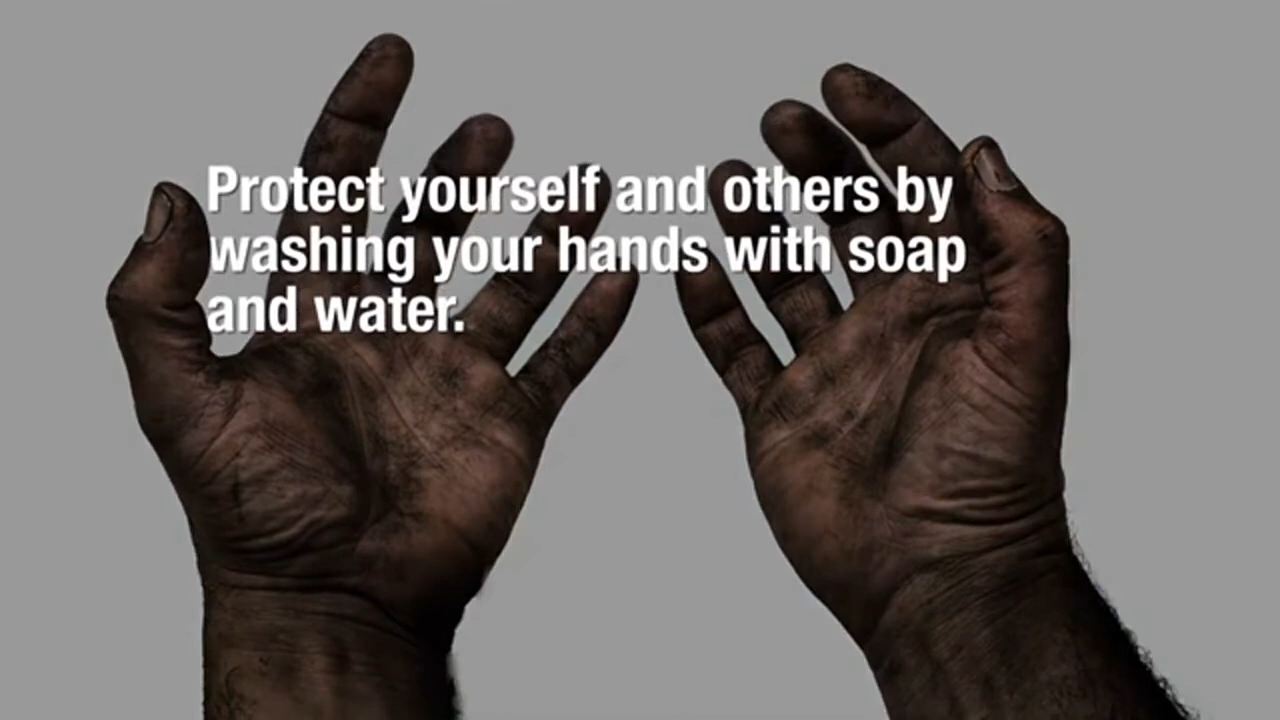 Protect yourself and others by
washing your hands with soap
and water.